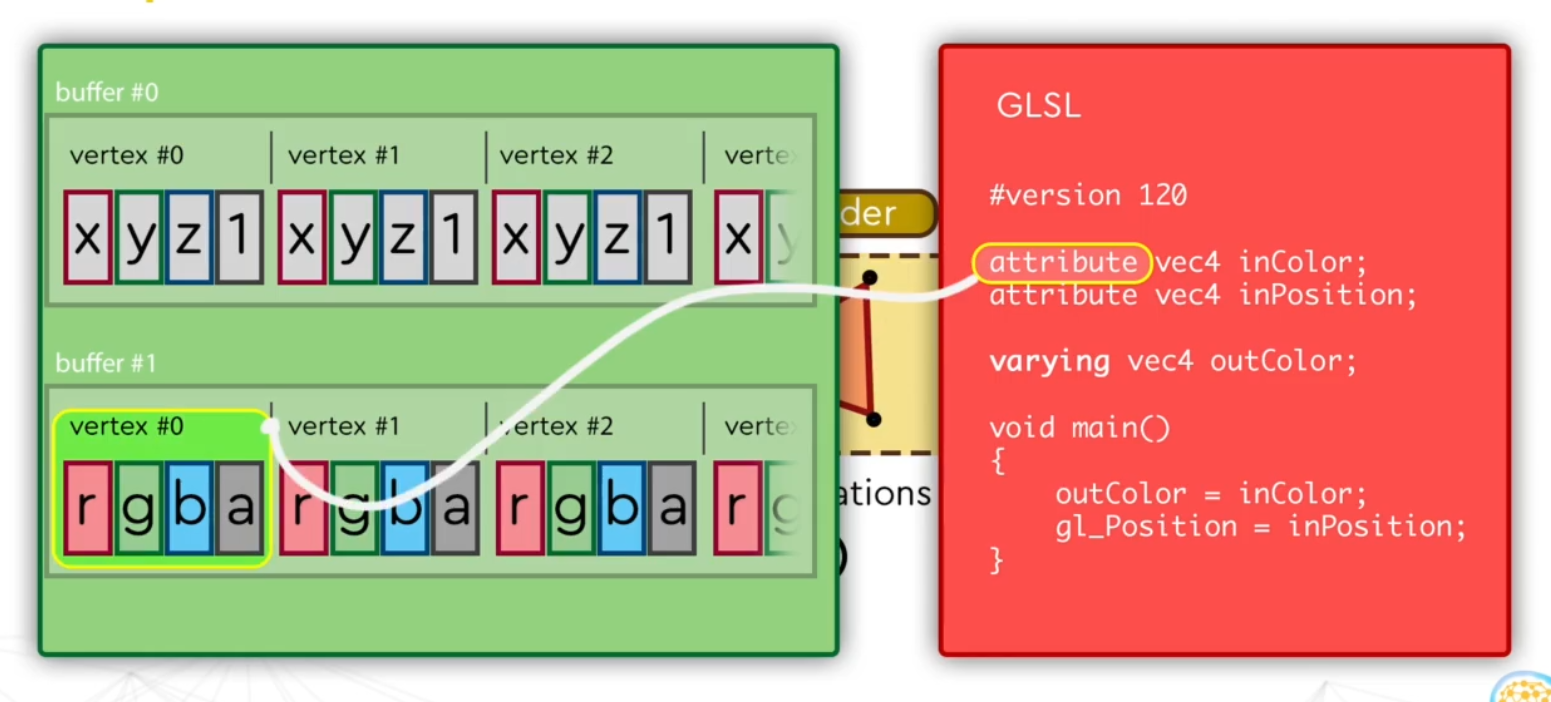 buffer #0
vertex #0 vertex #1 vertex #2 verte
x y z 1 x y z 1 x y z 1 x y
buffer #1
vertex #0 vertex #1 vertex #2 verte
r g b a r g b a r g b a r g
der
ations
)
GLSL
#version 120
attribute vec4 inColor;
attribute vec4 inPosition;
varying vec4 outColor;
void main()
{
    outColor = inColor;
    gl_Position = inPosition;
}